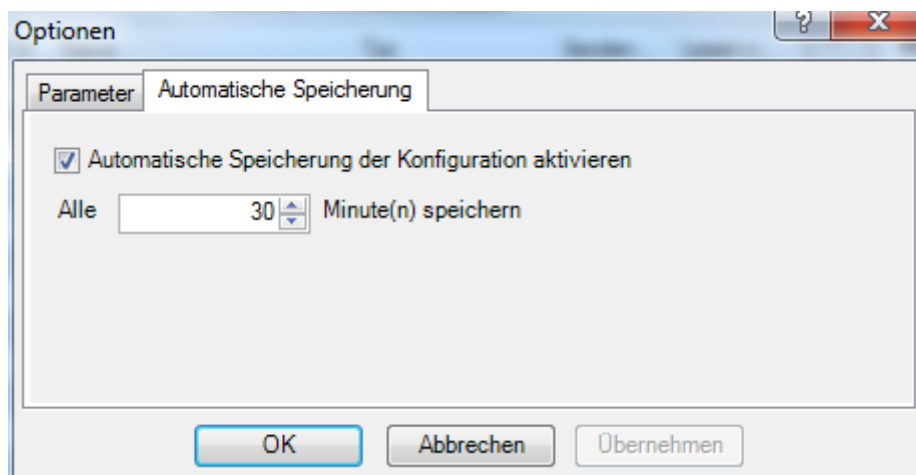 Optionen
Parameter Automatische Speicherung
Automatische Speicherung der Konfiguration aktivieren
Alle 30 Minute(n) speichern
OK Abbrechen Übernehmen